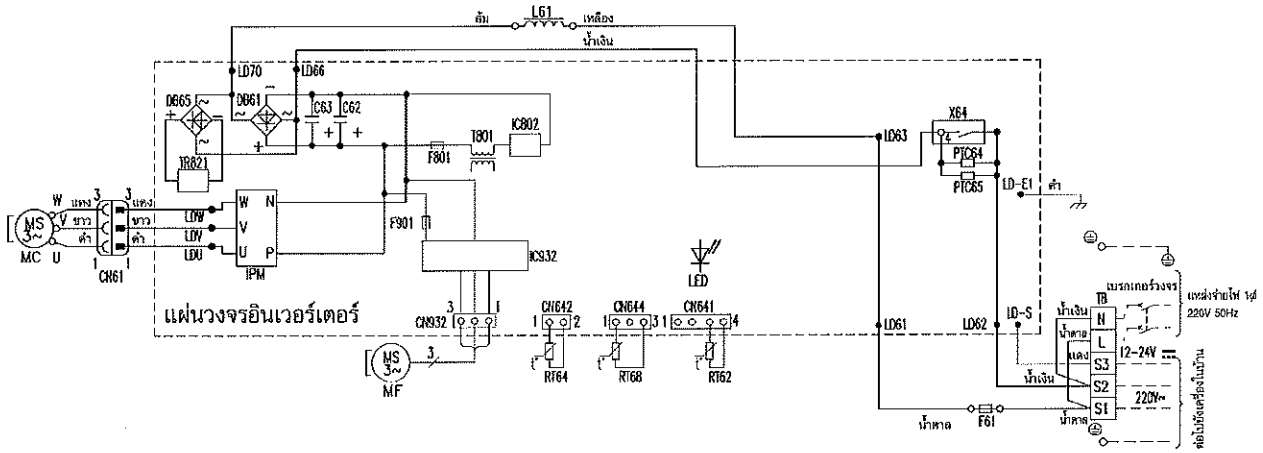 ส้ม L61 เหลือง
น้ำเงิน
LD70 LD66
DB65 DB61
C63 C62
T801 IC802
F801
TR821
X64
4
LD63
PTC64
PTC65
LD-E1 ดำ
W 3 แดง 3 แดง LDW W N
MS 3~ V ขาว ขาว LDV V
MC U ดำ ดำ LDU U P
1 1
CN61
IPM
F901
IC932
LED
แผ่นวงจรอินเวอร์เตอร์
CN932 3 1
CN642
1 2
CN644
1 3
CN641
1 4
RT64
RT68
RT62
MS 3~ 3
MF
LD61 LD62 LD-S
เบรกเกอร์วงจร
แหล่งจ่ายไฟ 1φ
220V 50Hz
TB
น้ำเงิน N
น้ำตาล L
แดง S3 12-24V
น้ำเงิน S2
220V~
น้ำตาล F61 น้ำตาล S1
ต่อไปยังเครื่องในบ้าน